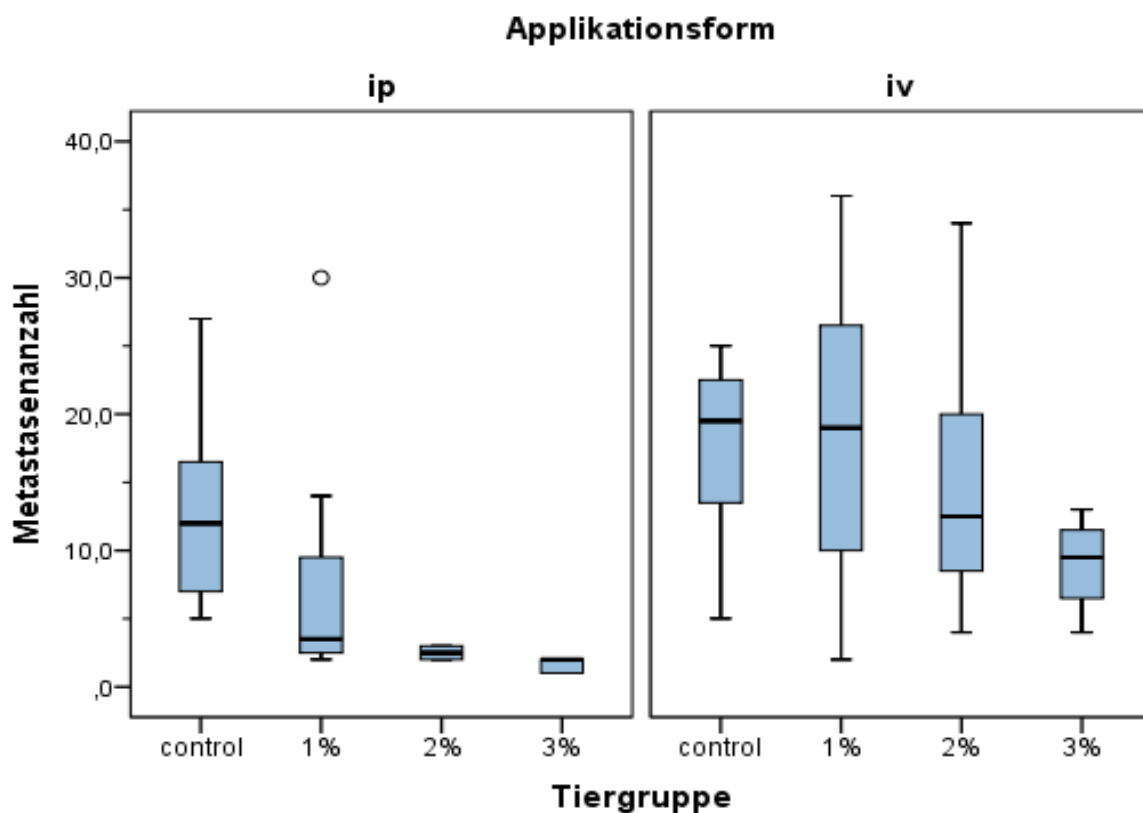 Applikationsform
ip iv
40,0
30,0
20,0
10,0
,0
Metastasenanzahl
control 1% 2% 3% control 1% 2% 3%
Tiergruppe